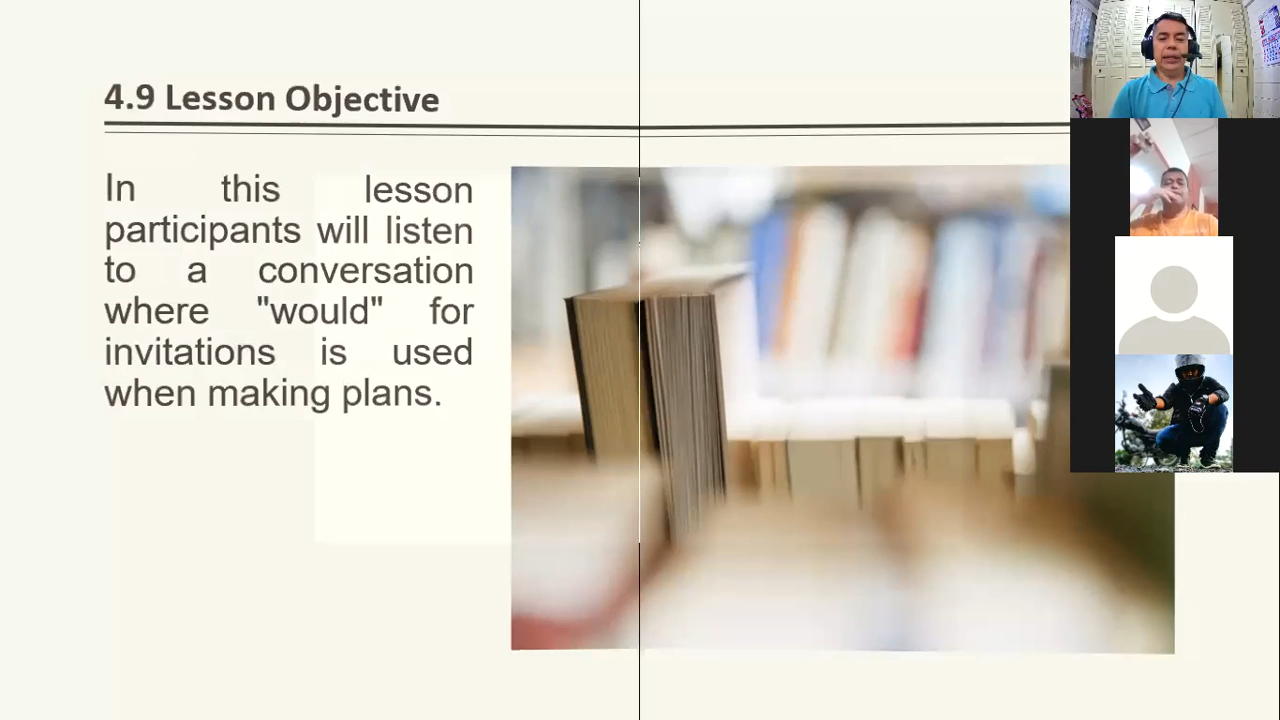 4.9 Lesson Objective
In this lesson
participants will listen
to a conversation
where "would" for
invitations is used
when making plans.